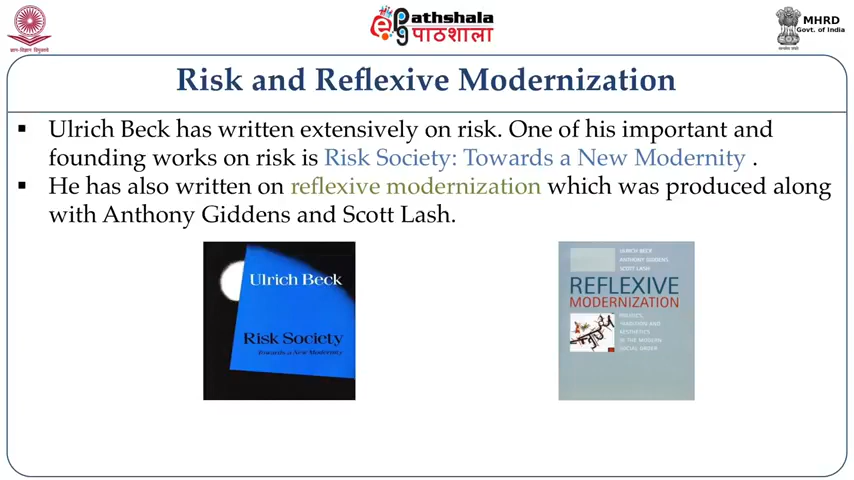 ज्ञान-विज्ञान विमुक्तये
ePathshala
पाठशाला
MHRD
Govt. of India
Risk and Reflexive Modernization
▪ Ulrich Beck has written extensively on risk. One of his important and
founding works on risk is Risk Society: Towards a New Modernity .
▪ He has also written on reflexive modernization which was produced along
with Anthony Giddens and Scott Lash.
Ulrich Beck
Risk Society
Towards a New Modernity
ULRICH BECK
ANTHONY GIDDENS
SCOTT LASH
REFLEXIVE
MODERNIZATION
POLITICS,
TRADITION AND
AESTHETICS
IN THE MODERN
SOCIAL ORDER